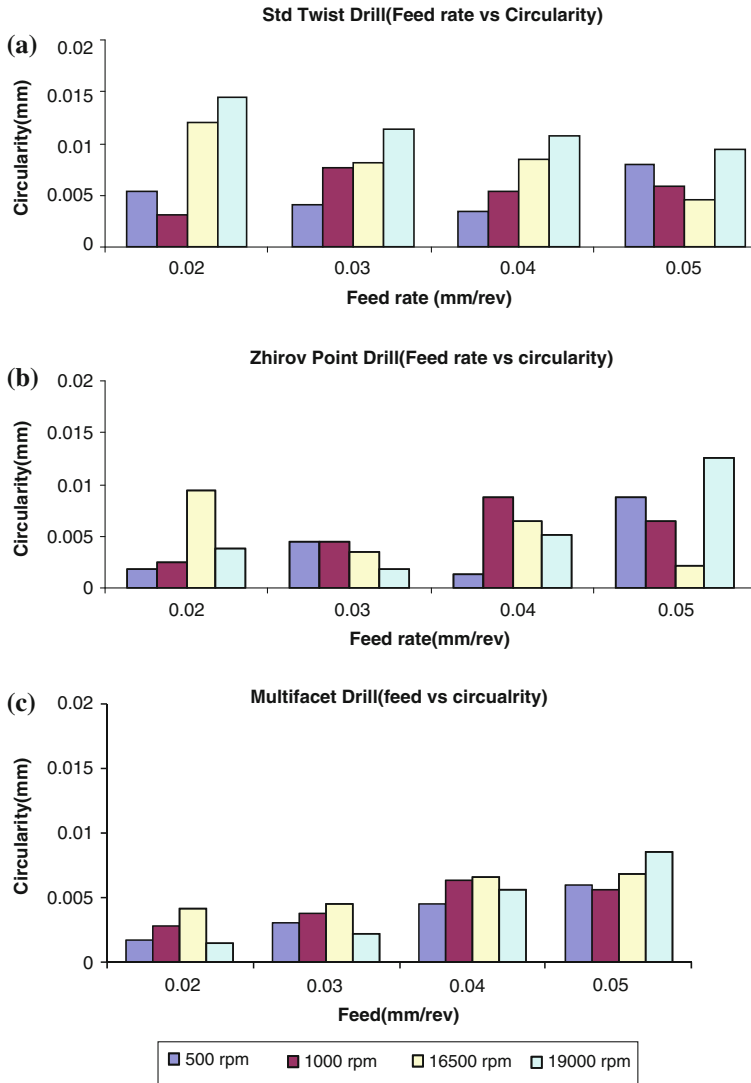 (a)
Std Twist Drill(Feed rate vs Circularity)
Circularity(mm)
0.02
0.015
0.01
0.005
0
0.02 0.03 0.04 0.05
Feed rate (mm/rev)
(b)
Zhirov Point Drill(Feed rate vs circularity)
Circularity(mm)
0.02
0.015
0.01
0.005
0
0.02 0.03 0.04 0.05
Feed rate(mm/rev)
(c)
Multifacet Drill(feed vs circualrity)
Circularity(mm)
0.02
0.015
0.01
0.005
0
0.02 0.03 0.04 0.05
Feed(mm/rev)
500 rpm 1000 rpm 16500 rpm 19000 rpm